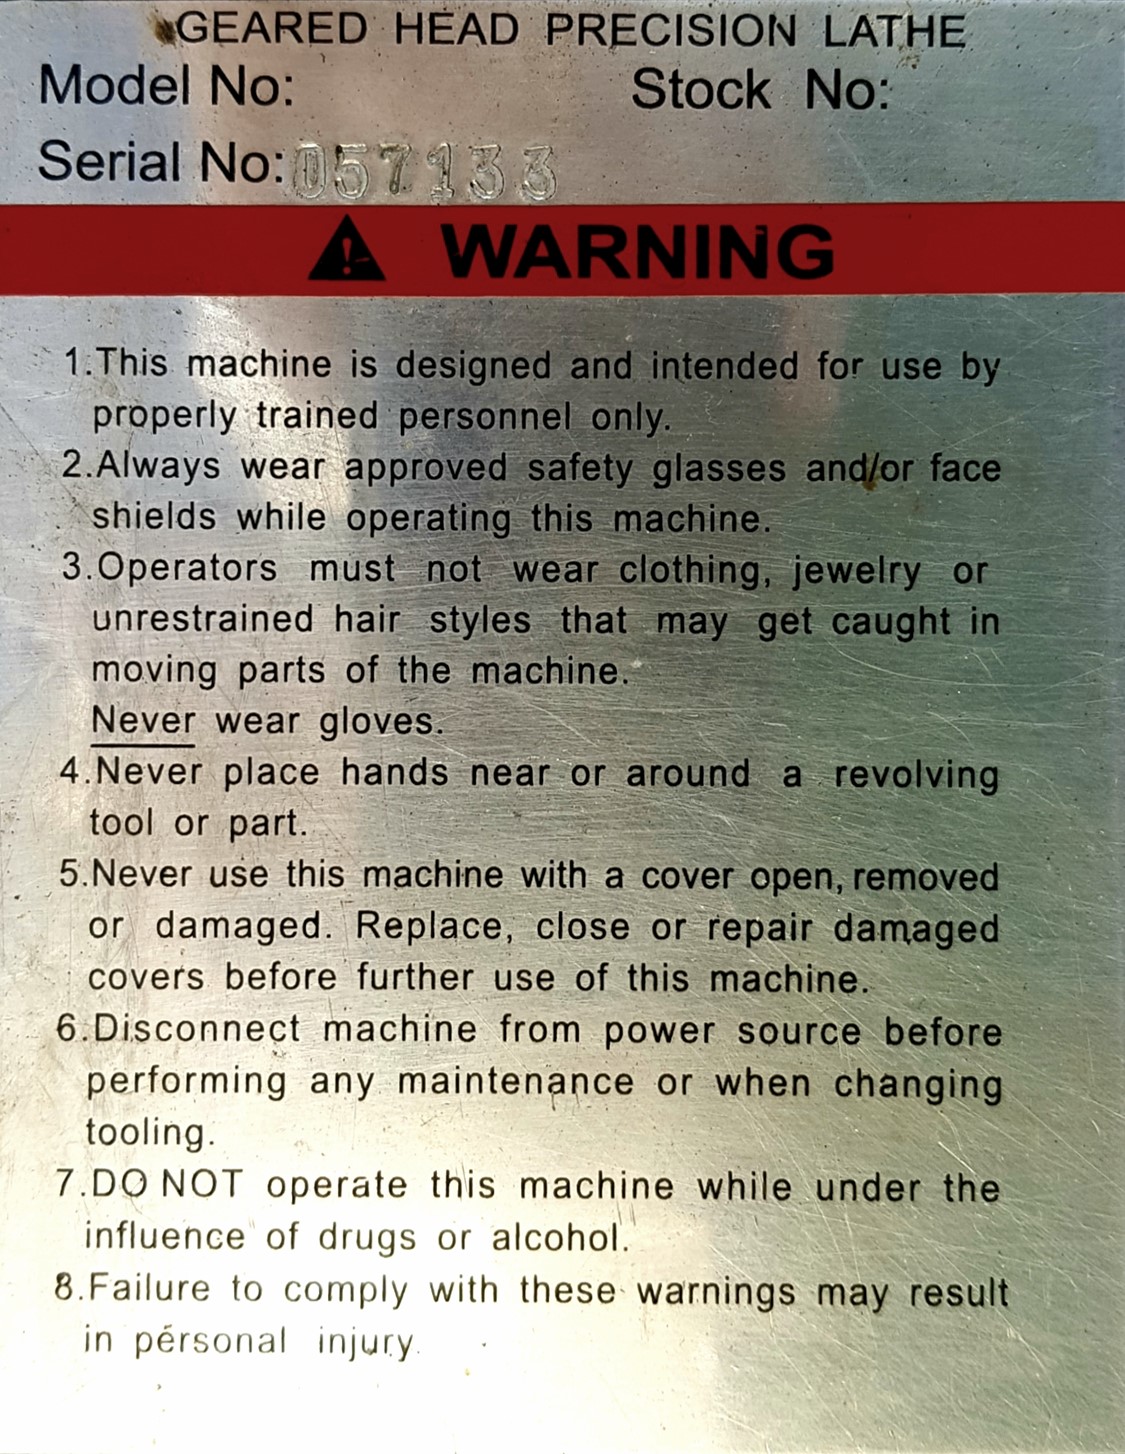 GEARED HEAD PRECISION LATHE
Model No: Stock No:
Serial No: 057133
WARNING
1.This machine is designed and intended for use by
properly trained personnel only.
2.Always wear approved safety glasses and/or face
shields while operating this machine.
3.Operators must not wear clothing, jewelry or
unrestrained hair styles that may get caught in
moving parts of the machine.
Never wear gloves.
4.Never place hands near or around a revolving
tool or part.
5.Never use this machine with a cover open, removed
or damaged. Replace, close or repair damaged
covers before further use of this machine.
6.Disconnect machine from power source before
performing any maintenance or when changing
tooling.
7.DO NOT operate this machine while under the
influence of drugs or alcohol.
8.Failure to comply with these warnings may result
in personal injury.